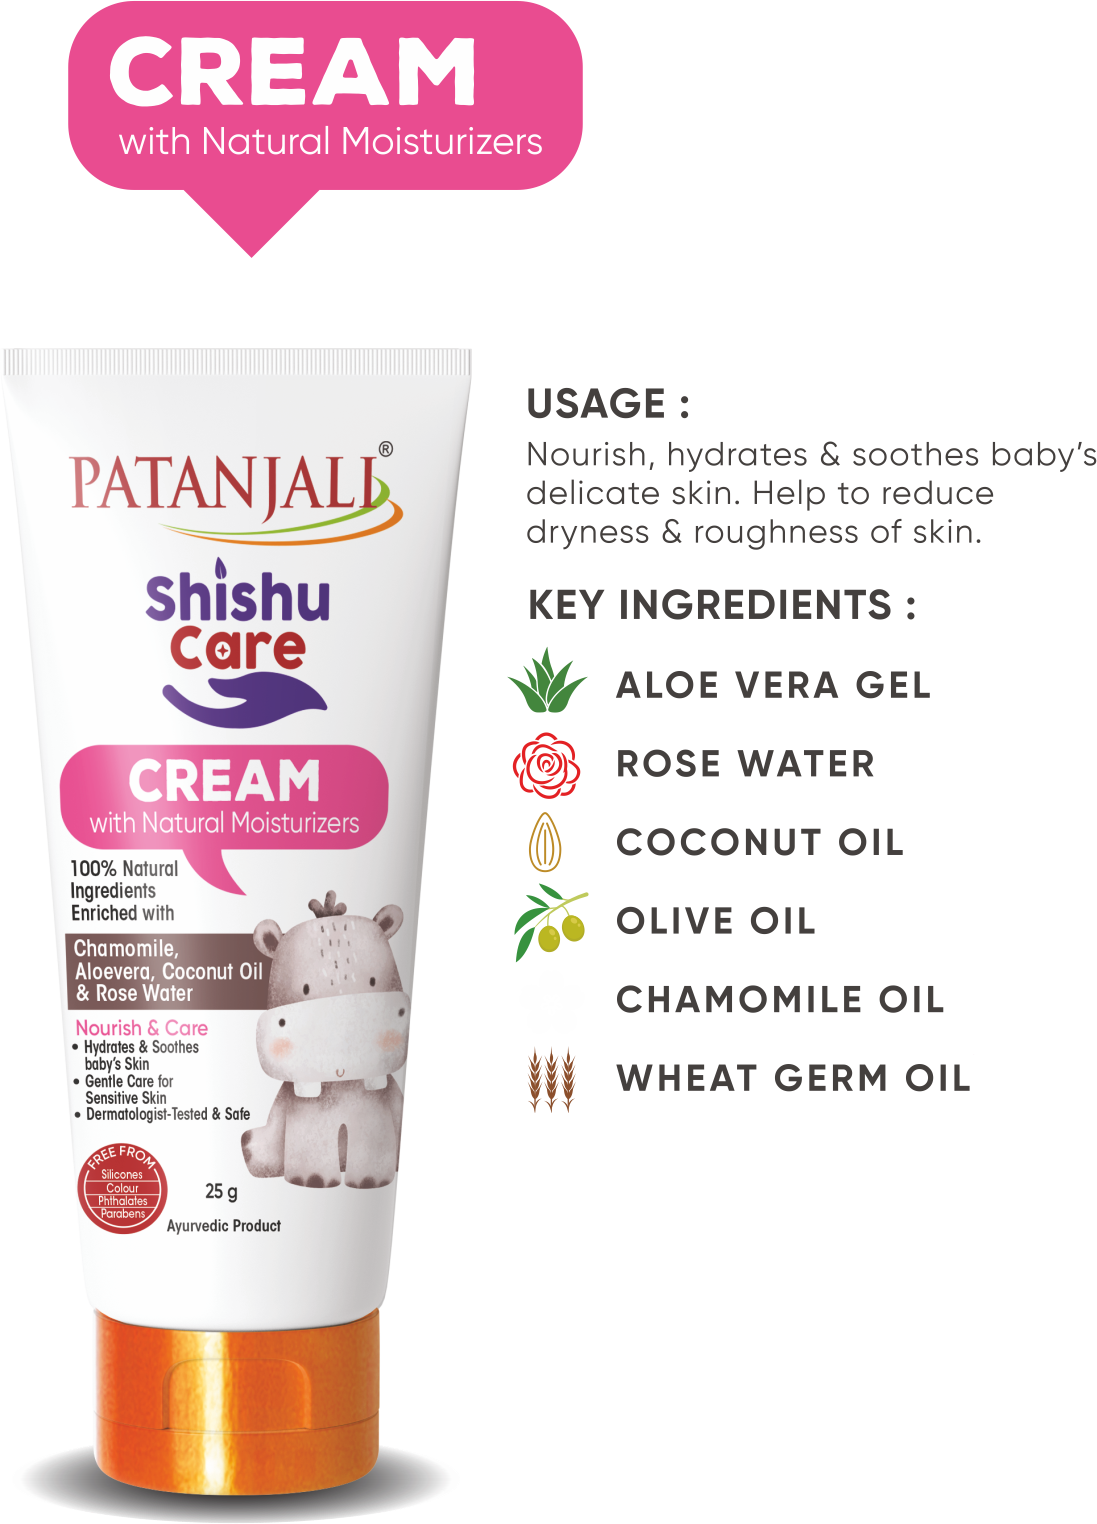 CREAM
with Natural Moisturizers
PATANJALI®
Shishu
Care
CREAM
with Natural Moisturizers
100% Natural
Ingredients
Enriched with
Chamomile,
Aloevera, Coconut Oil
& Rose Water
Nourish & Care
• Hydrates & Soothes
baby's Skin
• Gentle Care for
Sensitive Skin
• Dermatologist-Tested & Safe
FREE FROM
Silicones
Colour
Phthalates
Parabens
25 g
Ayurvedic Product
USAGE :
Nourish, hydrates & soothes baby's
delicate skin. Help to reduce
dryness & roughness of skin.
KEY INGREDIENTS :
ALOE VERA GEL
ROSE WATER
COCONUT OIL
OLIVE OIL
CHAMOMILE OIL
WHEAT GERM OIL